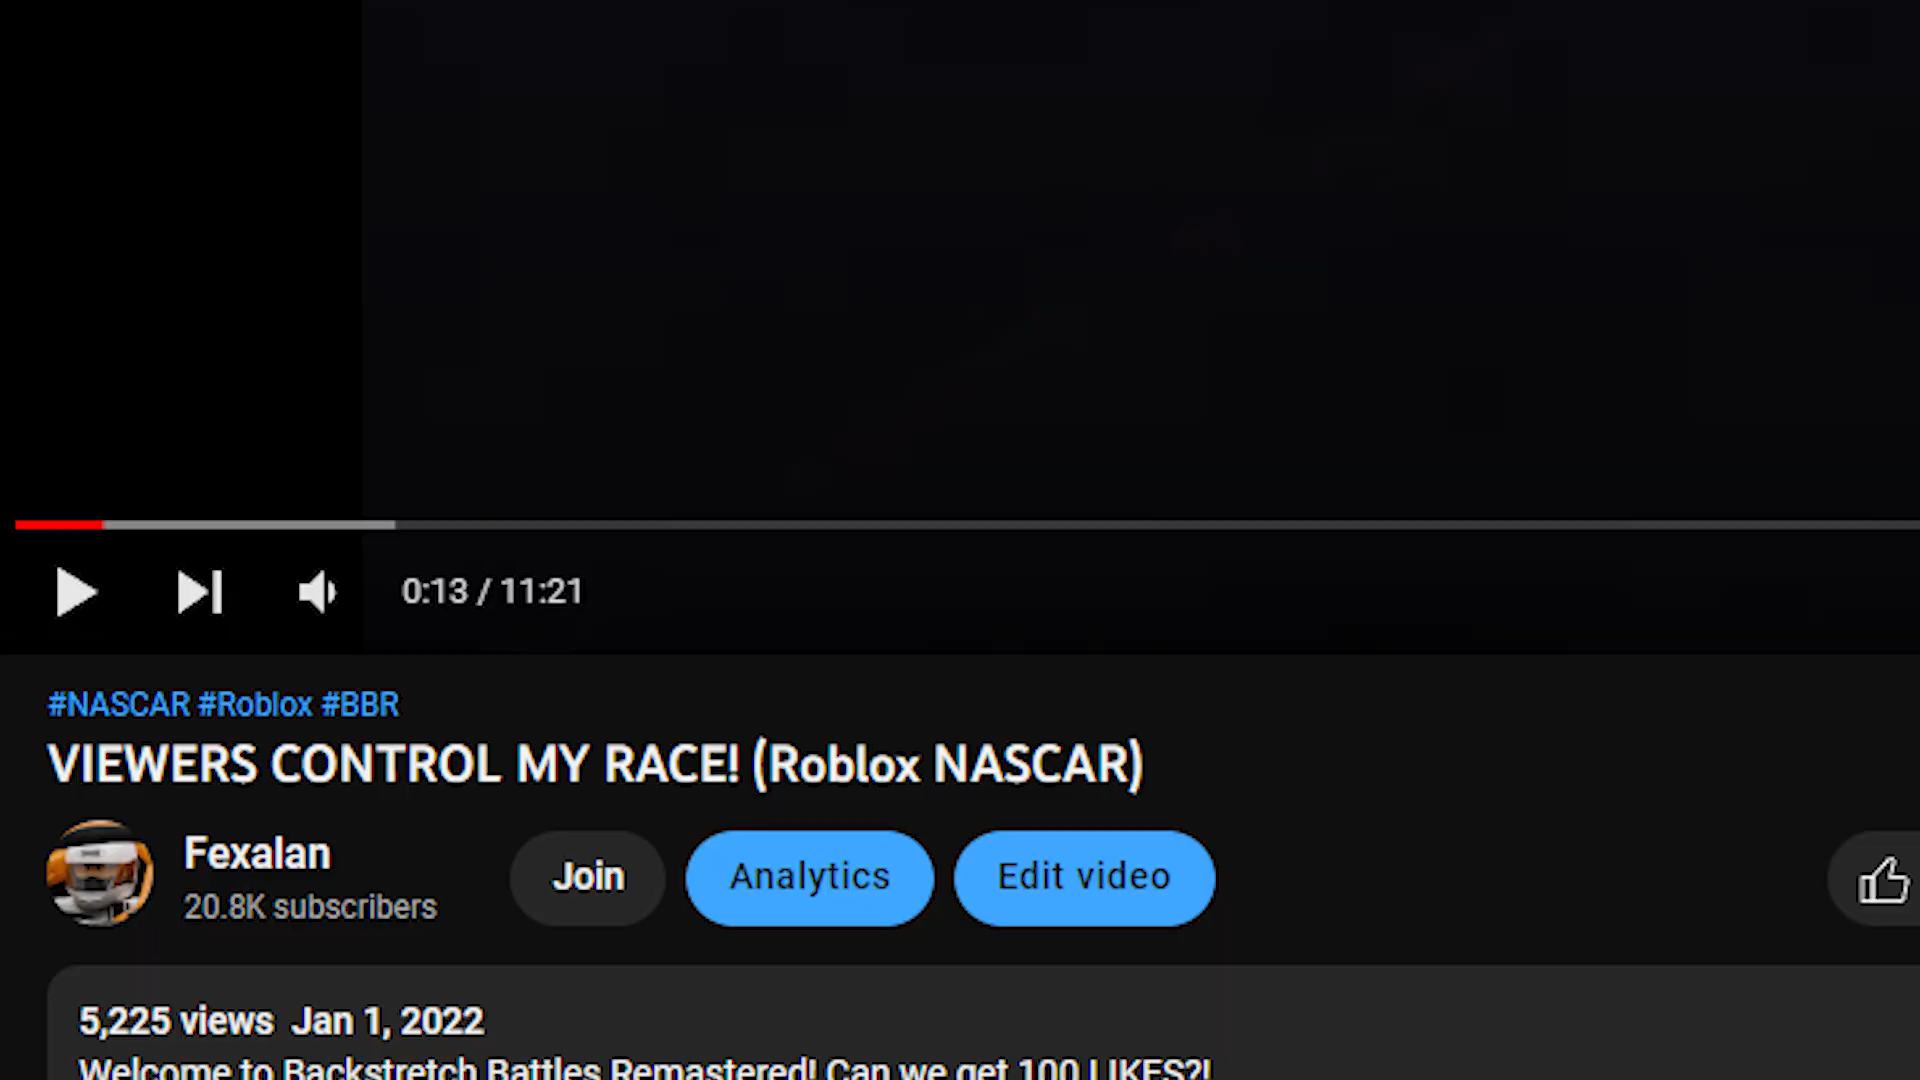 0:13 / 11:21
#NASCAR #Roblox #BBR
VIEWERS CONTROL MY RACE! (Roblox NASCAR)
Fexalan
20.8K subscribers
Join
Analytics
Edit video
5,225 views Jan 1, 2022
Welcome to Backstretch Battles Remastered! Can we get 100 LIKES?!